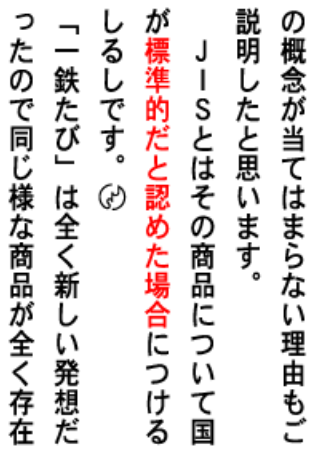 の概念が当てはまらない理由もご
説明したと思います。
　ＪＩＳとはその商品について国
が標準的だと認めた場合につける
しるしです。〄
「一鉄たび」は全く新しい発想だ
ったので同じ様な商品が全く存在